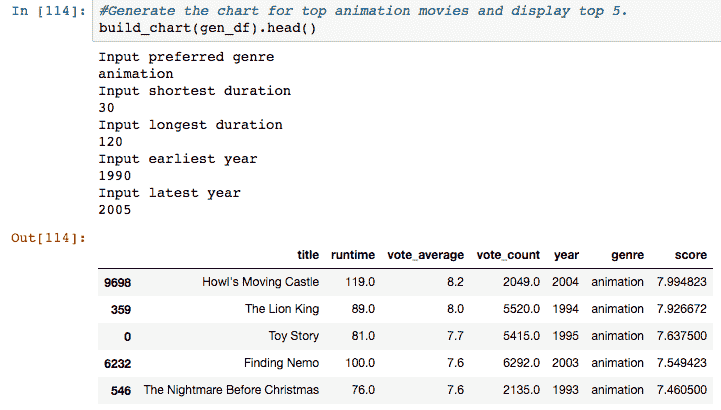 In [114]: #Generate the chart for top animation movies and display top 5.
build_chart(gen_df).head()
Input preferred genre
animation
Input shortest duration
30
Input longest duration
120
Input earliest year
1990
Input latest year
2005
Out[114]:
title runtime vote_average vote_count year genre score
9698 Howl's Moving Castle 119.0 8.2 2049.0 2004 animation 7.994823
359 The Lion King 89.0 8.0 5520.0 1994 animation 7.926672
0 Toy Story 81.0 7.7 5415.0 1995 animation 7.637500
6232 Finding Nemo 100.0 7.6 6292.0 2003 animation 7.549423
546 The Nightmare Before Christmas 76.0 7.6 2135.0 1993 animation 7.460500